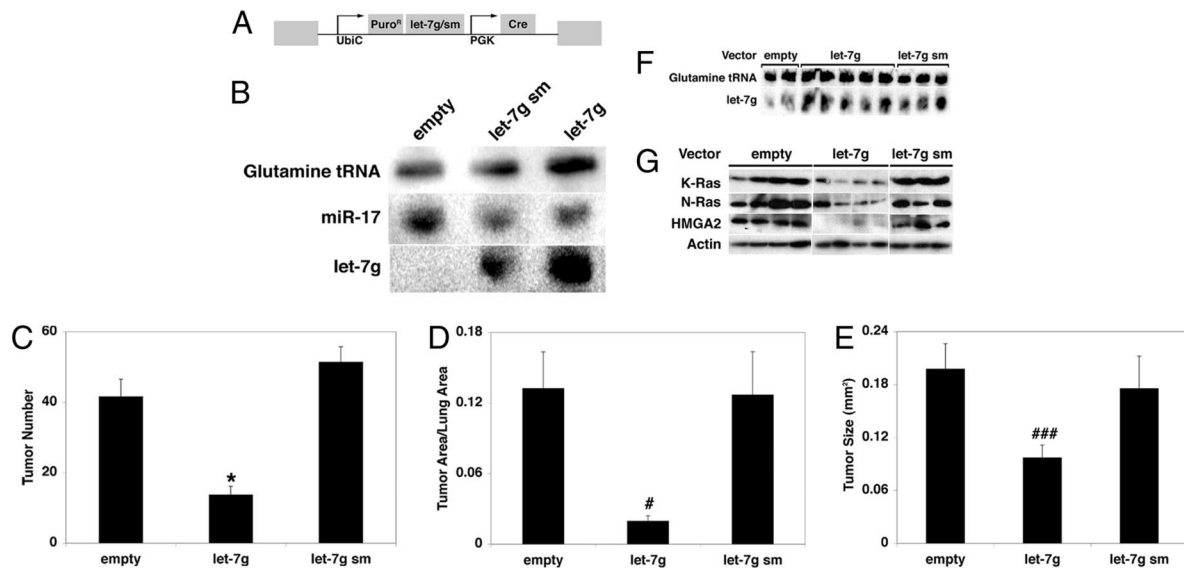 A
Puroᴿ let-7g/sm Cre
UbiC PGK
B
empty let-7g sm let-7g
Glutamine tRNA
miR-17
let-7g
F
Vector empty let-7g let-7g sm
Glutamine tRNA
let-7g
G
Vector empty let-7g let-7g sm
K-Ras
N-Ras
HMGA2
Actin
C
Tumor Number
60
40
20
0
*
empty let-7g let-7g sm
D
Tumor Area/Lung Area
0.18
0.12
0.06
0
#
empty let-7g let-7g sm
E
Tumor Size (mm²)
0.24
0.18
0.12
0.06
0
###
empty let-7g let-7g sm